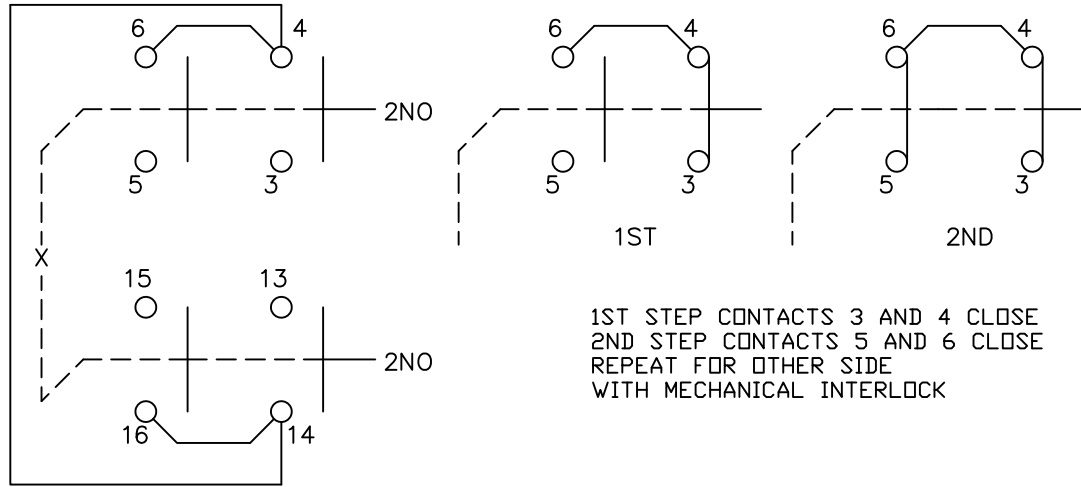 6 4
2NO
5 3
X
15 13
2NO
16 14
6 4
5 3
1ST
6 4
5 3
2ND
1ST STEP CONTACTS 3 AND 4 CLOSE
2ND STEP CONTACTS 5 AND 6 CLOSE
REPEAT FOR OTHER SIDE
WITH MECHANICAL INTERLOCK